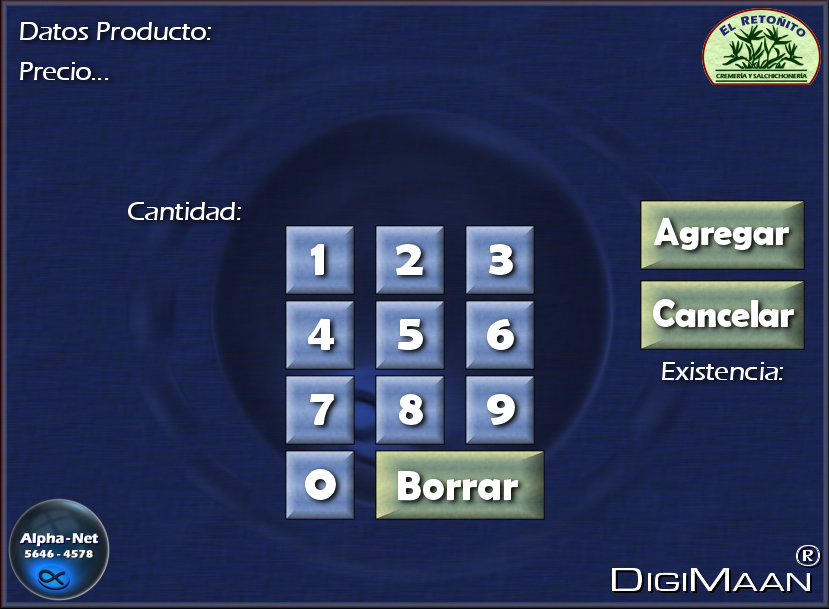 Datos Producto:
Precio...
EL RETOÑITO
CREMERÍA Y SALCHICHONERÍA
Cantidad:
1 2 3
Agregar
4 5 6
Cancelar
Existencia:
7 8 9
0 Borrar
Alpha-Net
5646 - 4578
DIGIMAAN ®